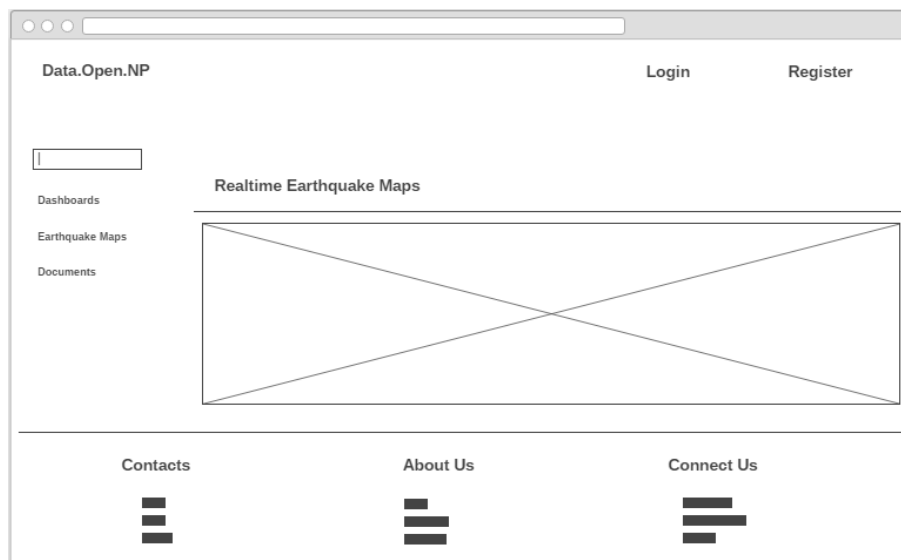 Data.Open.NP
Login
Register
Dashboards
Earthquake Maps
Documents
Realtime Earthquake Maps
Contacts
About Us
Connect Us